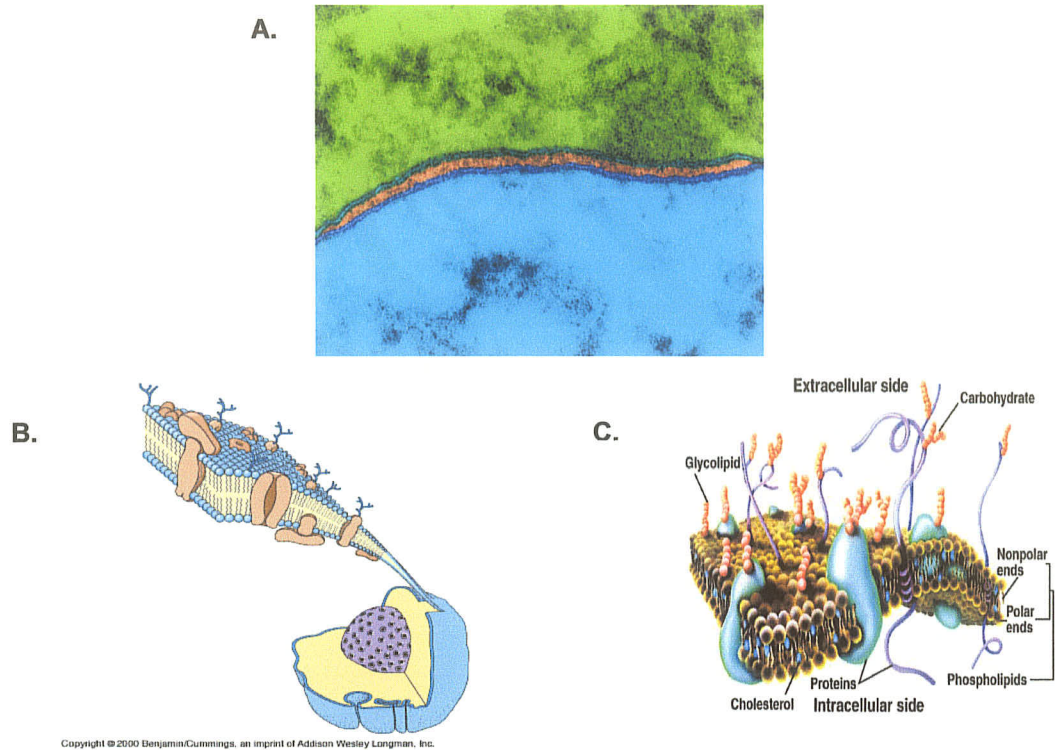 A.
B.
C.
Extracellular side
Carbohydrate
Glycolipid
Nonpolar
ends
Polar
ends
Phospholipids
Proteins
Cholesterol
Intracellular side
Copyright © 2000 Benjamin/Cummings, an imprint of Addison Wesley Longman, Inc.